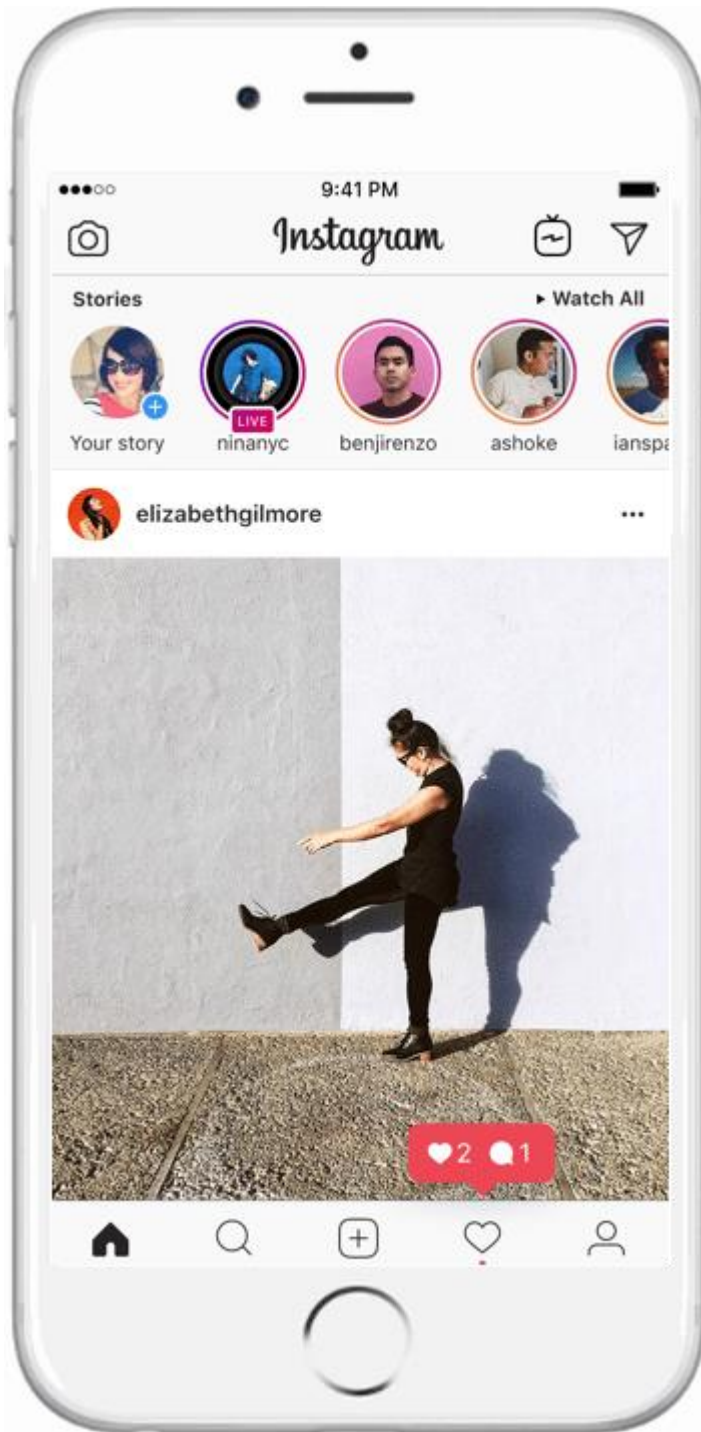 9:41 PM
Instagram
Stories
▸ Watch All
LIVE
Your story ninanyc benjirenzo ashoke ianspa
elizabethgilmore
2 1